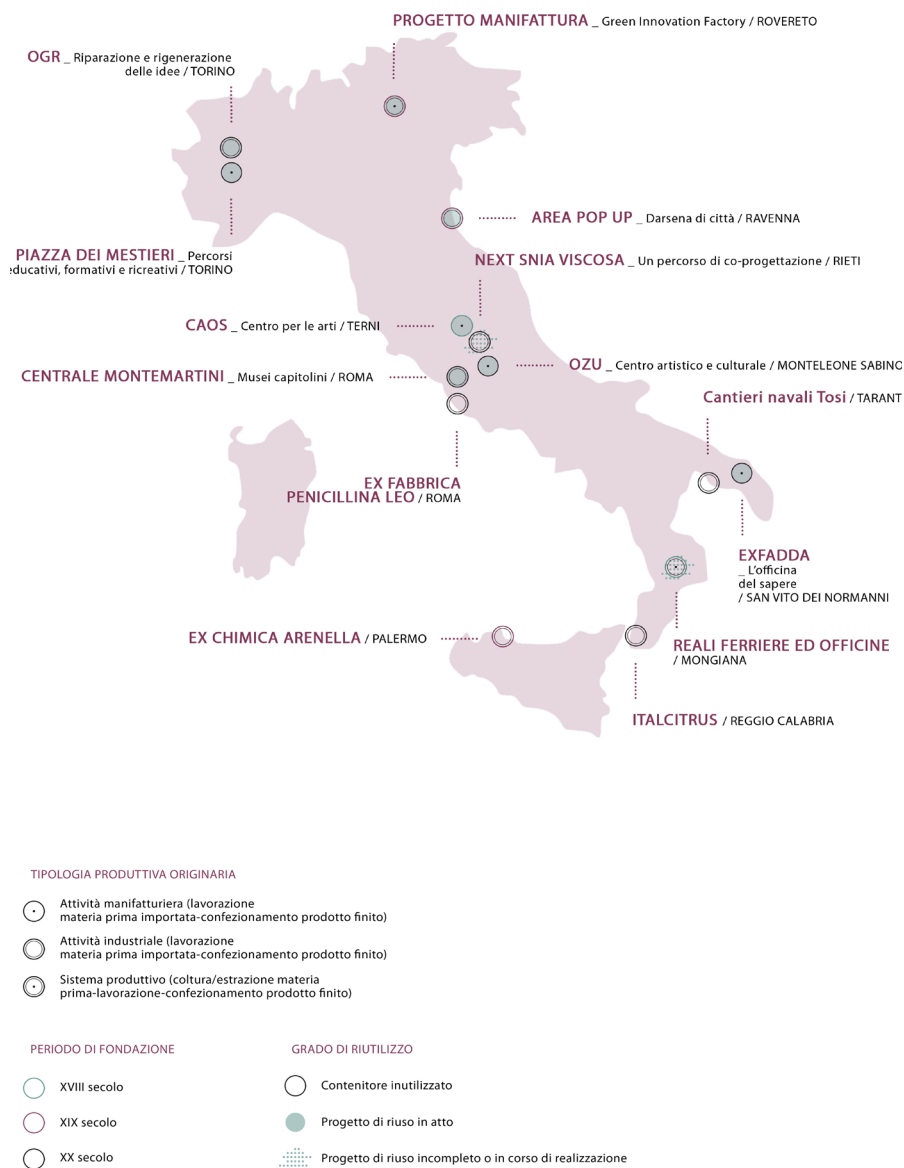 PROGETTO MANIFATTURA _ Green Innovation Factory / ROVERETO
OGR _ Riparazione e rigenerazione
delle idee / TORINO
AREA POP UP _ Darsena di città / RAVENNA
PIAZZA DEI MESTIERI _ Percorsi
educativi, formativi e ricreativi / TORINO
NEXT SNIA VISCOSA _ Un percorso di co-progettazione / RIETI
CAOS _ Centro per le arti / TERNI
OZU _ Centro artistico e culturale / MONTELEONE SABINO
CENTRALE MONTEMARTINI _ Musei capitolini / ROMA
Cantieri navali Tosi / TARANT
EX FABBRICA
PENICILLINA LEO / ROMA
EXFADDA
_ L'officina
del sapere
/ SAN VITO DEI NORMANNI
EX CHIMICA ARENELLA / PALERMO
REALI FERRIERE ED OFFICINE
/ MONGIANA
ITALCITRUS / REGGIO CALABRIA
TIPOLOGIA PRODUTTIVA ORIGINARIA
Attività manifatturiera (lavorazione
materia prima importata-confezionamento prodotto finito)
Attività industriale (lavorazione
materia prima importata-confezionamento prodotto finito)
Sistema produttivo (coltura/estrazione materia
prima-lavorazione-confezionamento prodotto finito)
PERIODO DI FONDAZIONE
XVIII secolo
XIX secolo
XX secolo
GRADO DI RIUTILIZZO
Contenitore inutilizzato
Progetto di riuso in atto
Progetto di riuso incompleto o in corso di realizzazione